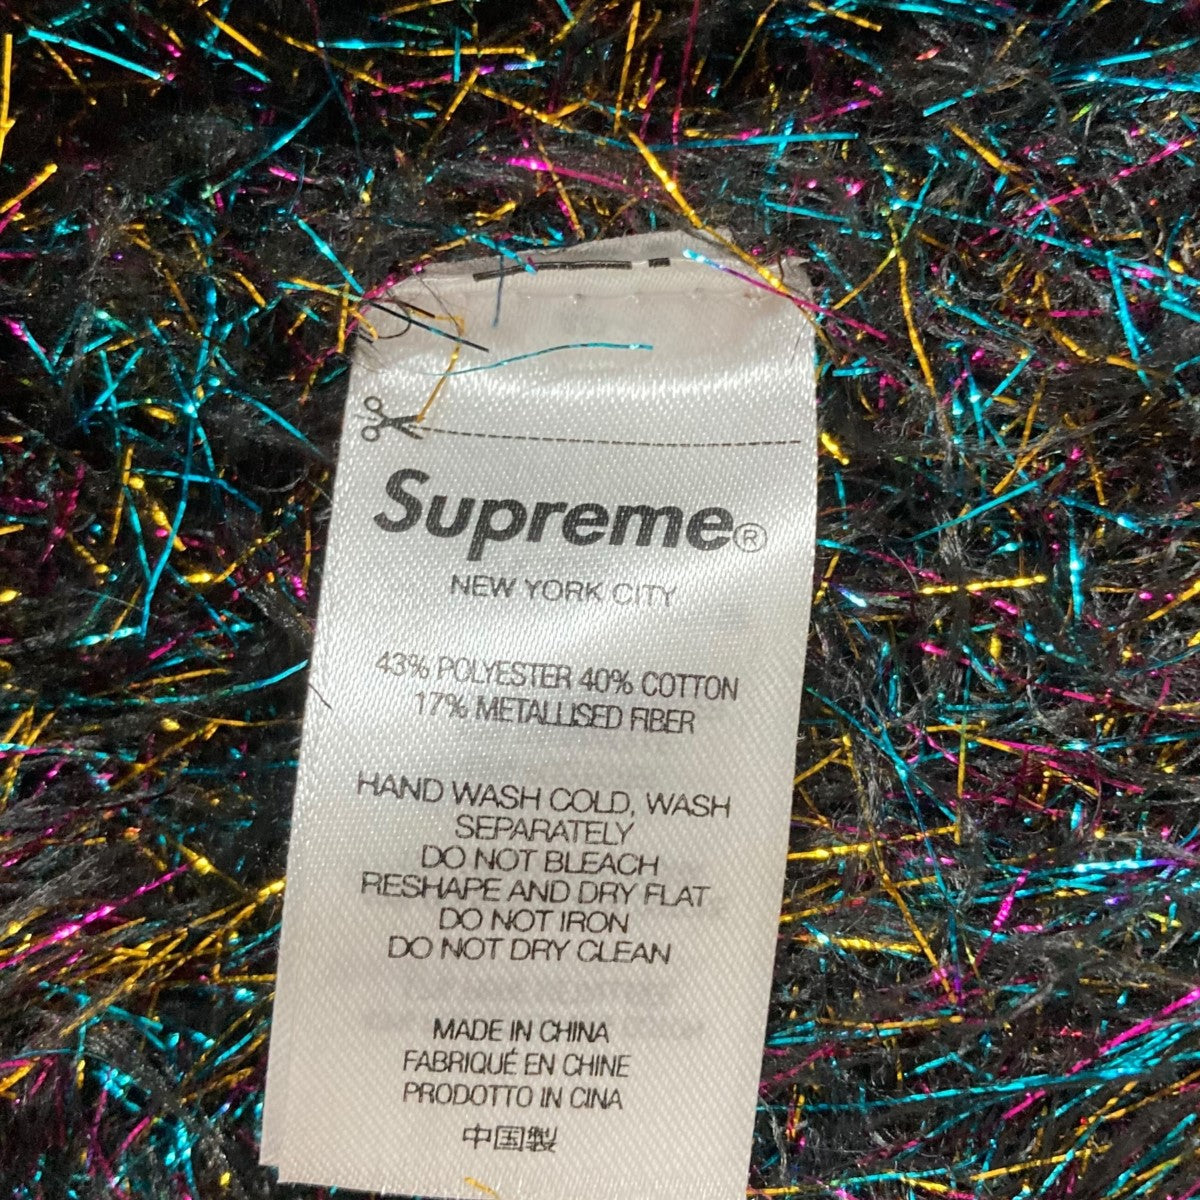 Supreme®
NEW YORK CITY
43% POLYESTER 40% COTTON
17% METALLISED FIBER
HAND WASH COLD, WASH
SEPARATELY
DO NOT BLEACH
RESHAPE AND DRY FLAT
DO NOT IRON
DO NOT DRY CLEAN
MADE IN CHINA
FABRIQUÉ EN CHINE
PRODOTTO IN CINA
中国製